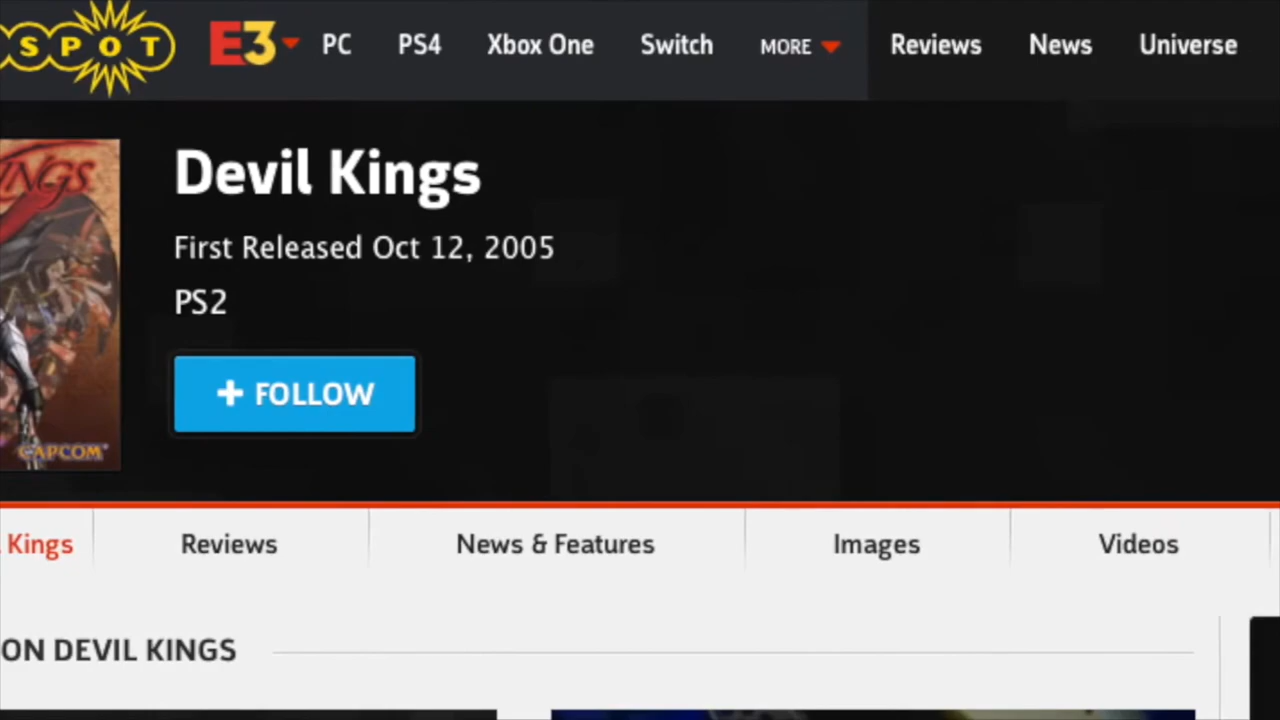 SPOT
E3
PC
PS4
Xbox One
Switch
MORE
Reviews
News
Universe
INGS
CAPCOM
Devil Kings
First Released Oct 12, 2005
PS2
+ FOLLOW
Kings
Reviews
News & Features
Images
Videos
ON DEVIL KINGS